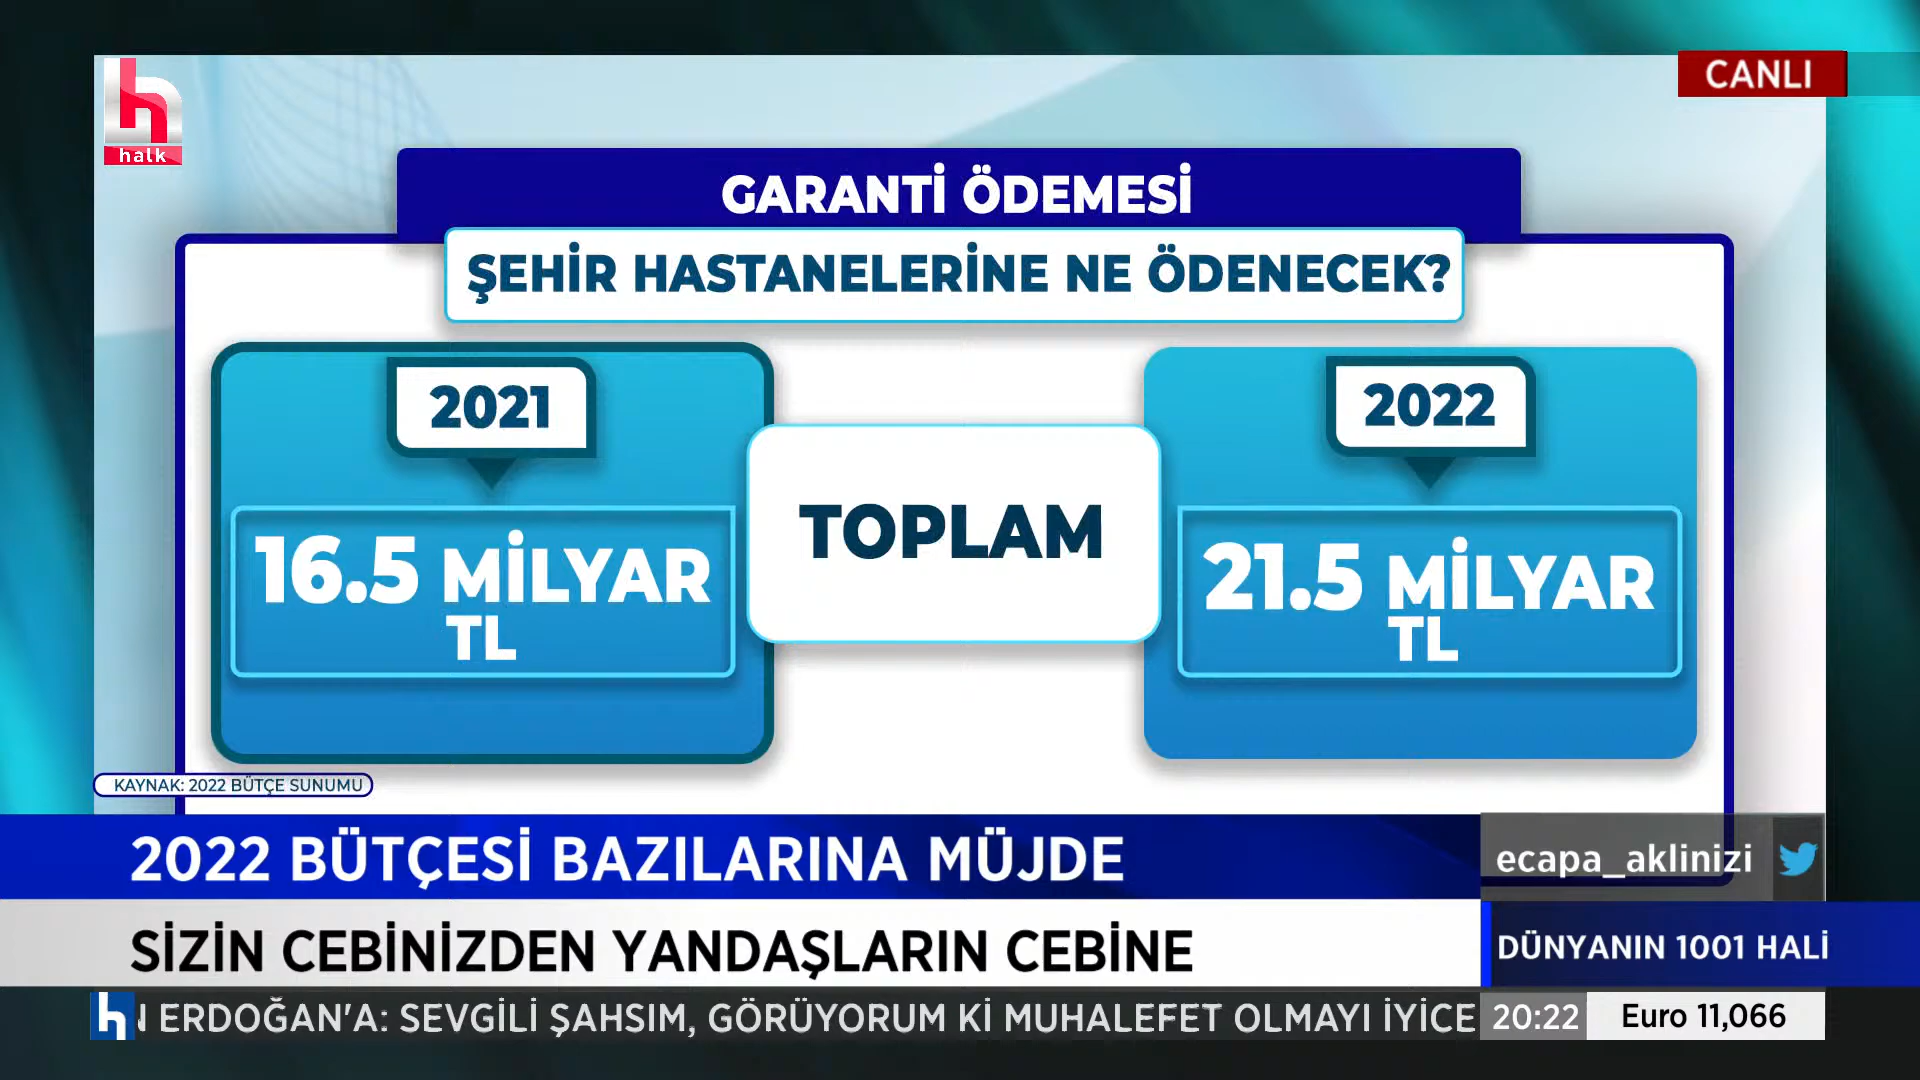 halk
CANLI
GARANTİ ÖDEMESİ
ŞEHİR HASTANELERİNE NE ÖDENECEK?
2021
16.5 MİLYAR
TL
TOPLAM
2022
21.5 MİLYAR
TL
KAYNAK: 2022 BÜTÇE SUNUMU
2022 BÜTÇESİ BAZILARINA MÜJDE
ecapa_aklinizi
SİZİN CEBİNİZDEN YANDAŞLARIN CEBİNE
DÜNYANIN 1001 HALİ
ERDOĞAN'A: SEVGİLİ ŞAHSIM, GÖRÜYORUM Kİ MUHALEFET OLMAYI İYİCE
20:22
Euro 11,066